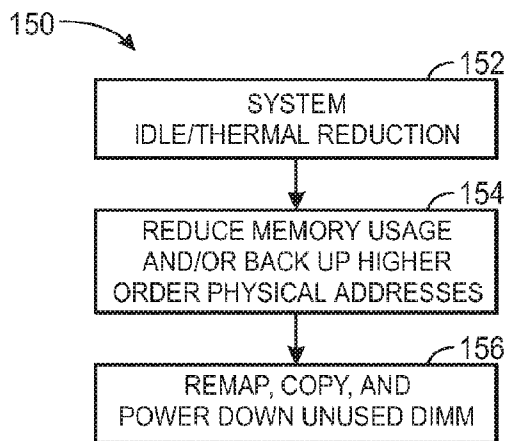 150
152
SYSTEM
IDLE/THERMAL REDUCTION
154
REDUCE MEMORY USAGE
AND/OR BACK UP HIGHER
ORDER PHYSICAL ADDRESSES
156
REMAP, COPY, AND
POWER DOWN UNUSED DIMM